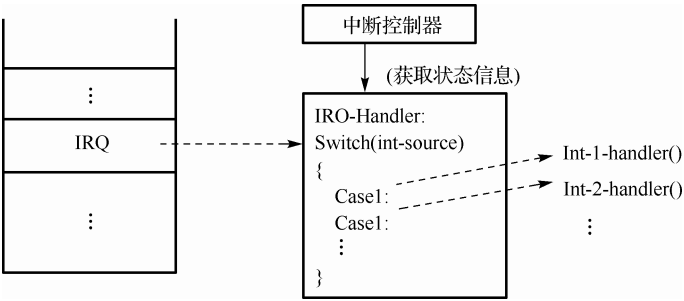 中断控制器
(获取状态信息)
⋮
IRQ
⋮
IRO-Handler:
Switch(int-source)
{
Case1:
Case1:
⋮
}
Int-1-handler()
Int-2-handler()
⋮